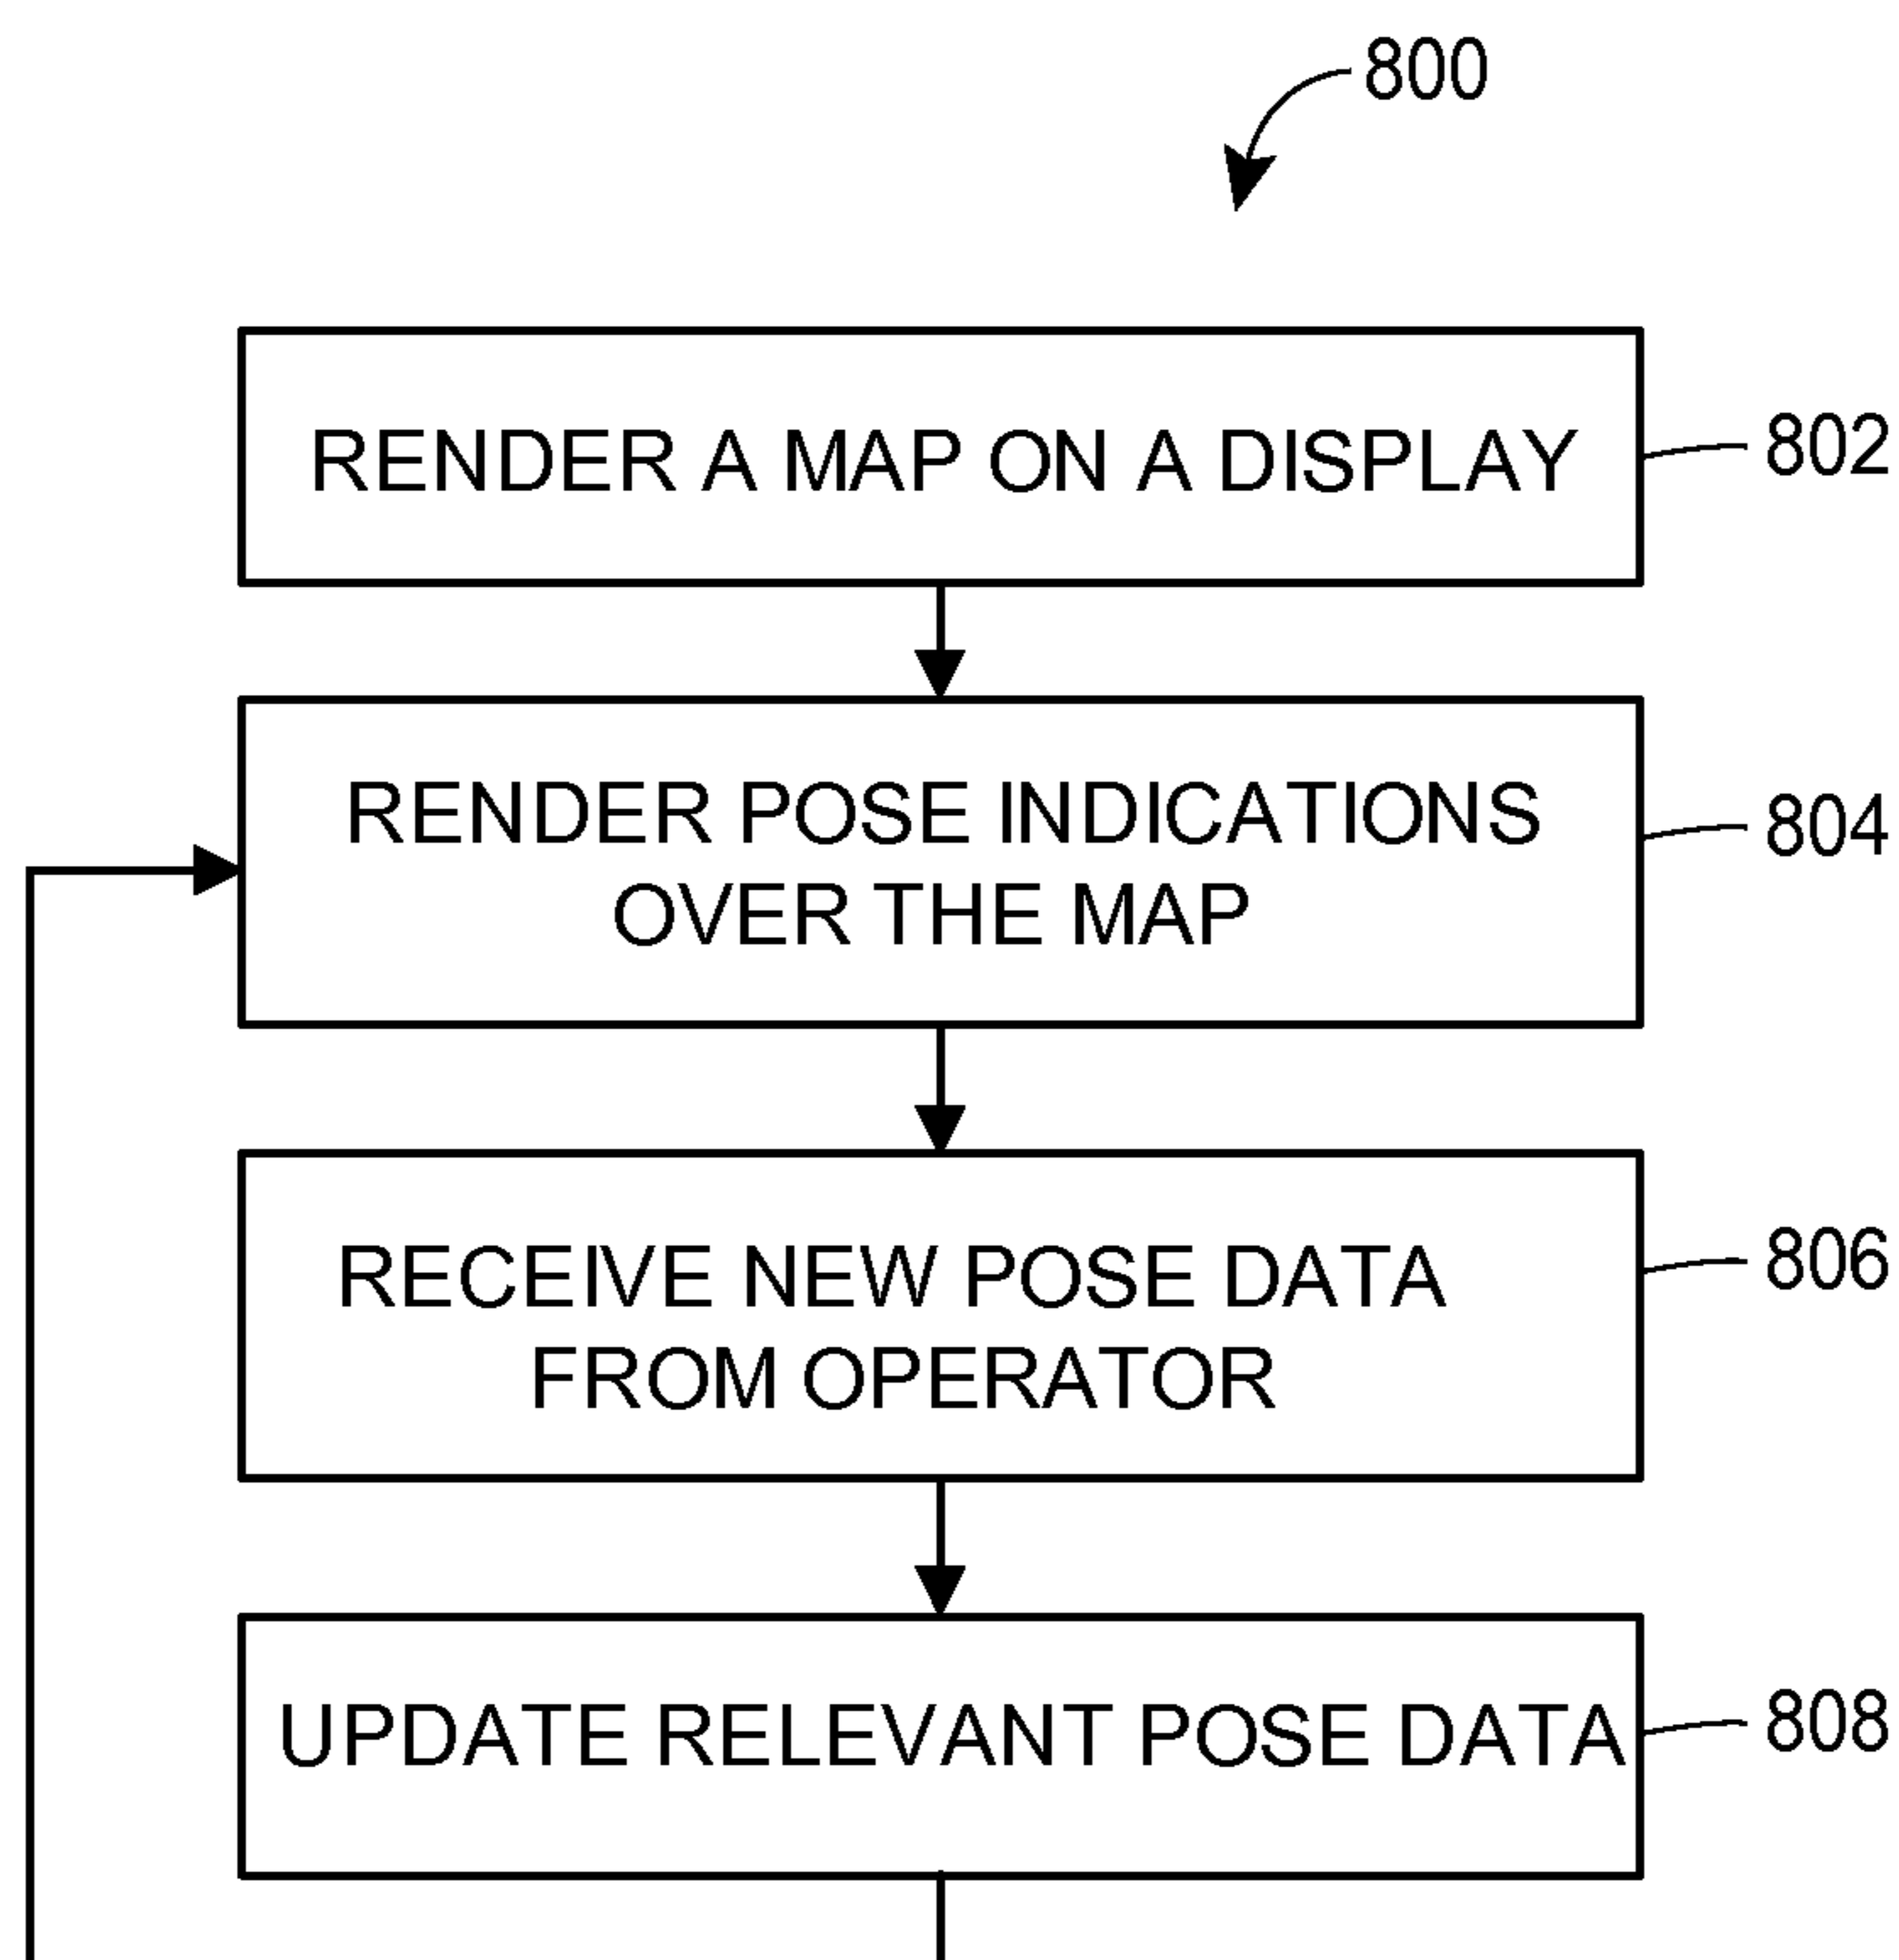 800
RENDER A MAP ON A DISPLAY
802
RENDER POSE INDICATIONS
OVER THE MAP
804
RECEIVE NEW POSE DATA
FROM OPERATOR
806
UPDATE RELEVANT POSE DATA
808